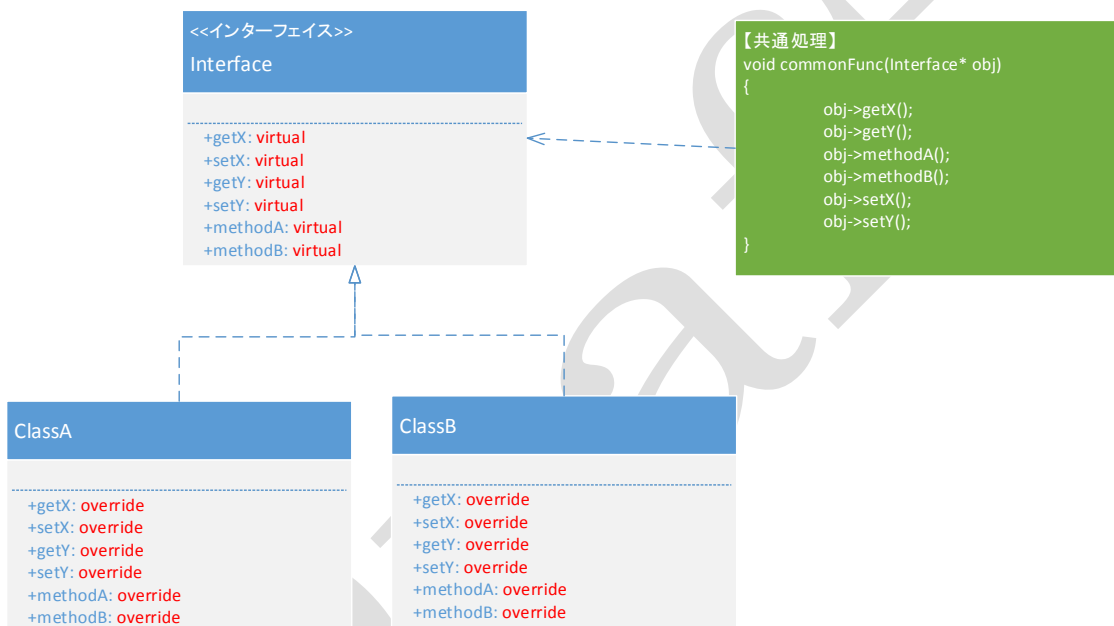 <<インターフェイス>>
Interface
+getX: virtual
+setX: virtual
+getY: virtual
+setY: virtual
+methodA: virtual
+methodB: virtual
【共通処理】
void commonFunc(Interface* obj)
{
obj->getX();
obj->getY();
obj->methodA();
obj->methodB();
obj->setX();
obj->setY();
}
ClassA
+getX: override
+setX: override
+getY: override
+setY: override
+methodA: override
+methodB: override
ClassB
+getX: override
+setX: override
+getY: override
+setY: override
+methodA: override
+methodB: override